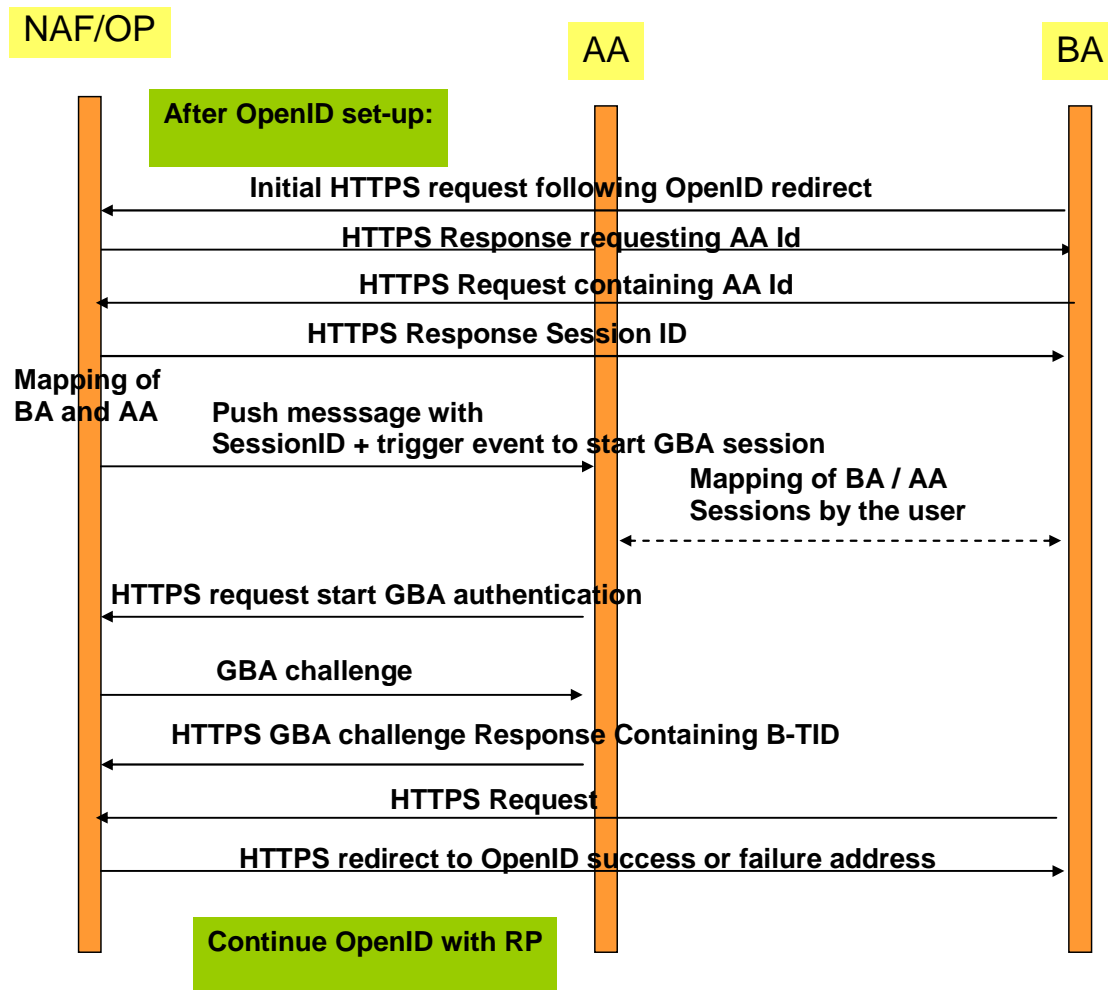 NAF/OP
AA
BA
After OpenID set-up:
Initial HTTPS request following OpenID redirect
HTTPS Response requesting AA Id
HTTPS Request containing AA Id
HTTPS Response Session ID
Mapping of
BA and AA
Push messsage with
SessionID + trigger event to start GBA session
Mapping of BA / AA
Sessions by the user
HTTPS request start GBA authentication
GBA challenge
HTTPS GBA challenge Response Containing B-TID
HTTPS Request
HTTPS redirect to OpenID success or failure address
Continue OpenID with RP